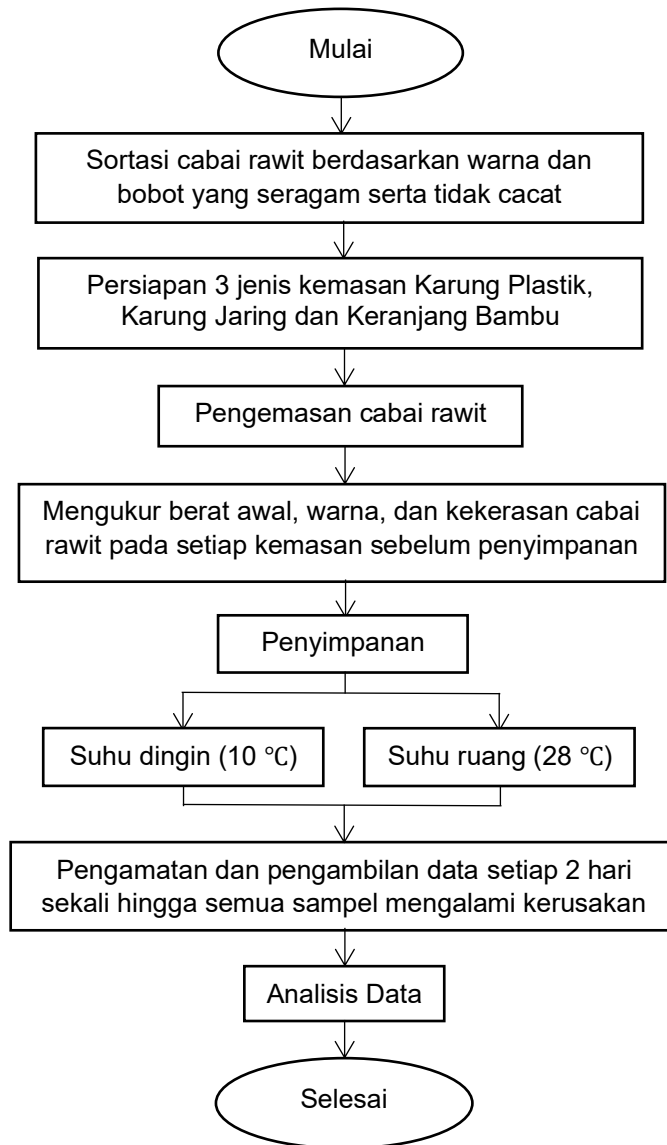 Mulai
Sortasi cabai rawit berdasarkan warna dan
bobot yang seragam serta tidak cacat
Persiapan 3 jenis kemasan Karung Plastik,
Karung Jaring dan Keranjang Bambu
Pengemasan cabai rawit
Mengukur berat awal, warna, dan kekerasan cabai
rawit pada setiap kemasan sebelum penyimpanan
Penyimpanan
Suhu dingin (10 ℃)
Suhu ruang (28 ℃)
Pengamatan dan pengambilan data setiap 2 hari
sekali hingga semua sampel mengalami kerusakan
Analisis Data
Selesai